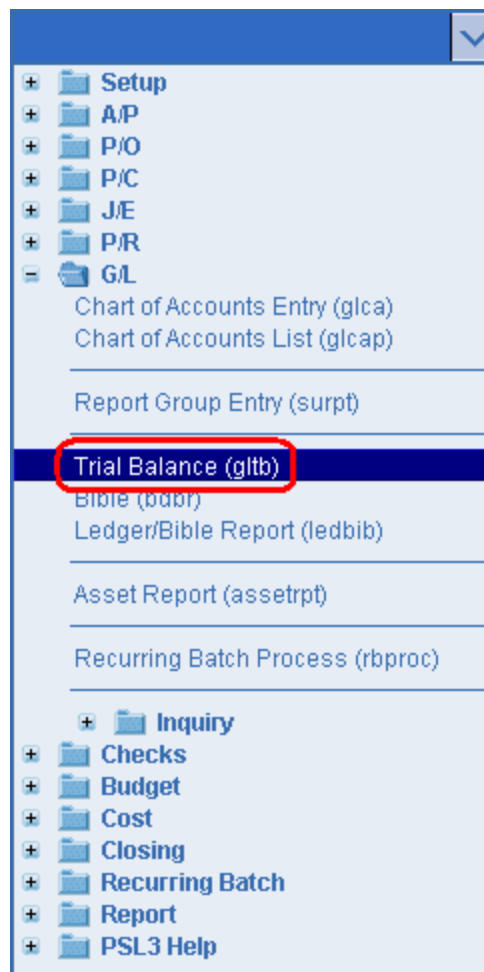 Setup
A/P
P/O
P/C
J/E
P/R
G/L
Chart of Accounts Entry (glca)
Chart of Accounts List (glcap)
Report Group Entry (surpt)
Trial Balance (gltb)
Bible (bdbr)
Ledger/Bible Report (ledbib)
Asset Report (assetrpt)
Recurring Batch Process (rbproc)
Inquiry
Checks
Budget
Cost
Closing
Recurring Batch
Report
PSL3 Help